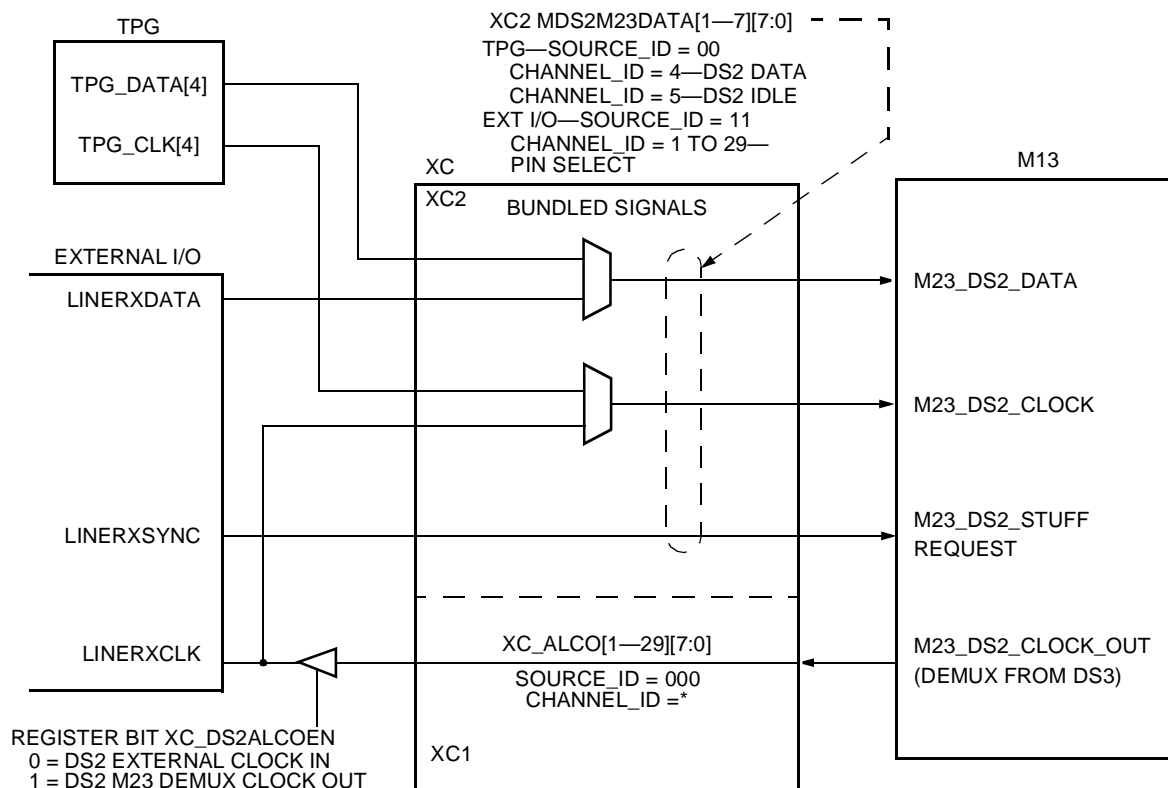 TPG
TPG_DATA[4]
TPG_CLK[4]
XC2 MDS2M23DATA[1—7][7:0]
TPG—SOURCE_ID = 00
CHANNEL_ID = 4—DS2 DATA
CHANNEL_ID = 5—DS2 IDLE
EXT I/O—SOURCE_ID = 11
CHANNEL_ID = 1 TO 29—
PIN SELECT
XC
XC2
BUNDLED SIGNALS
M13
EXTERNAL I/O
LINERXDATA
M23_DS2_DATA
M23_DS2_CLOCK
LINERXSYNC
M23_DS2_STUFF
REQUEST
LINERXCLK
XC_ALCO[1—29][7:0]
SOURCE_ID = 000
CHANNEL_ID =*
M23_DS2_CLOCK_OUT
(DEMUX FROM DS3)
XC1
REGISTER BIT XC_DS2ALCOEN
0 = DS2 EXTERNAL CLOCK IN
1 = DS2 M23 DEMUX CLOCK OUT